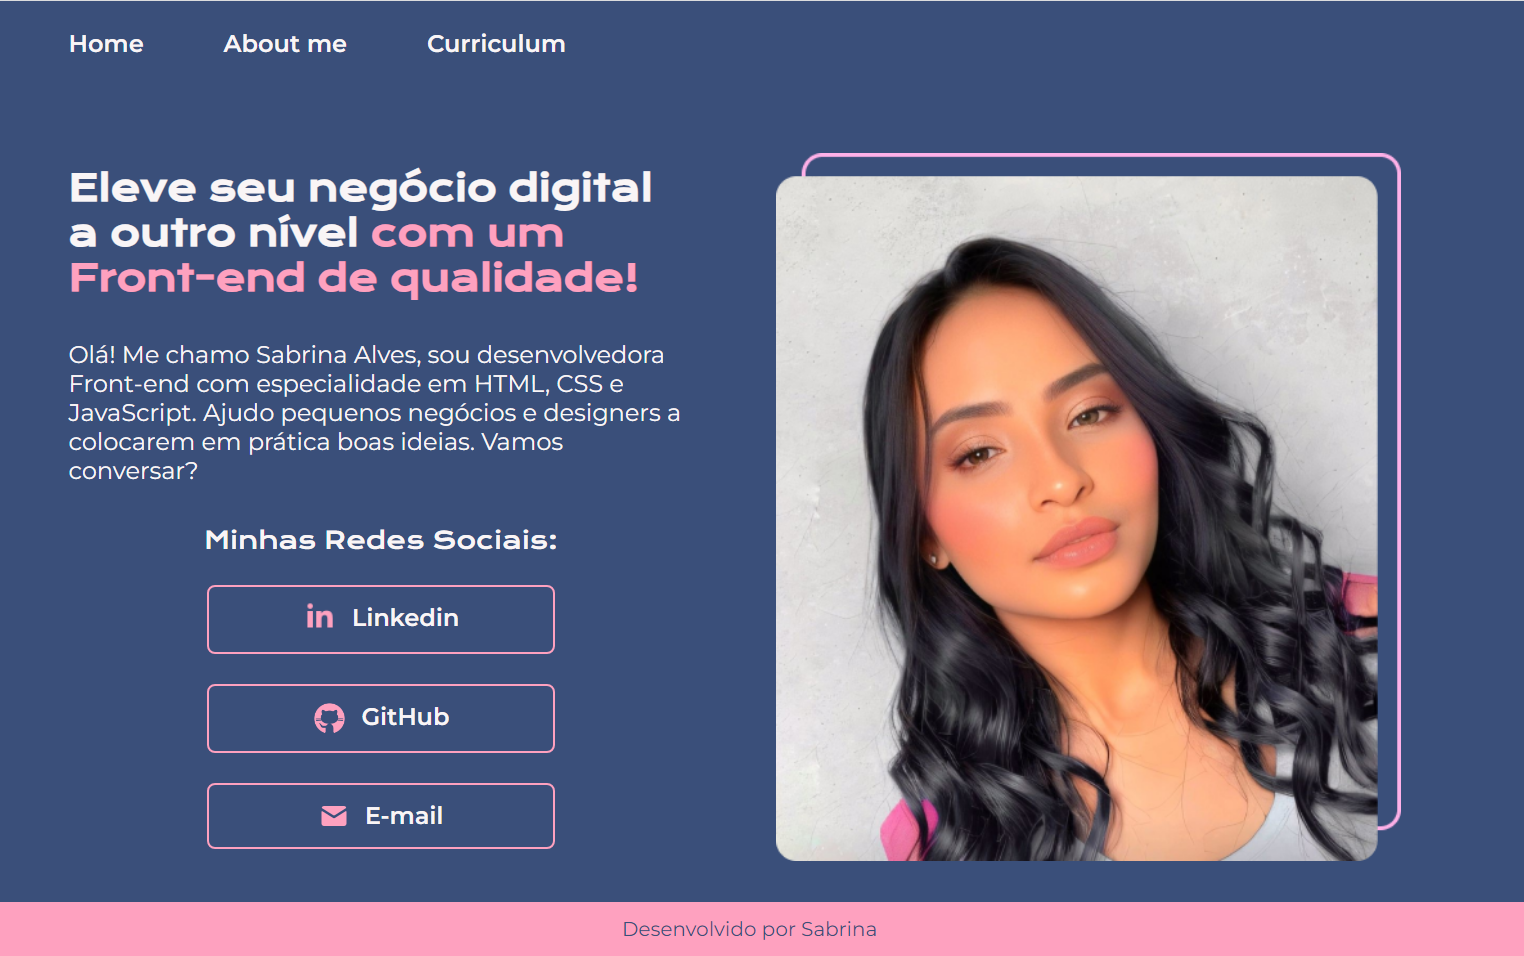 Home About me Curriculum
Eleve seu negócio digital
a outro nível com um
Front-end de qualidade!
Olá! Me chamo Sabrina Alves, sou desenvolvedora
Front-end com especialidade em HTML, CSS e
JavaScript. Ajudo pequenos negócios e designers a
colocarem em prática boas ideias. Vamos
conversar?
Minhas Redes Sociais:
in Linkedin
GitHub
E-mail
Desenvolvido por Sabrina